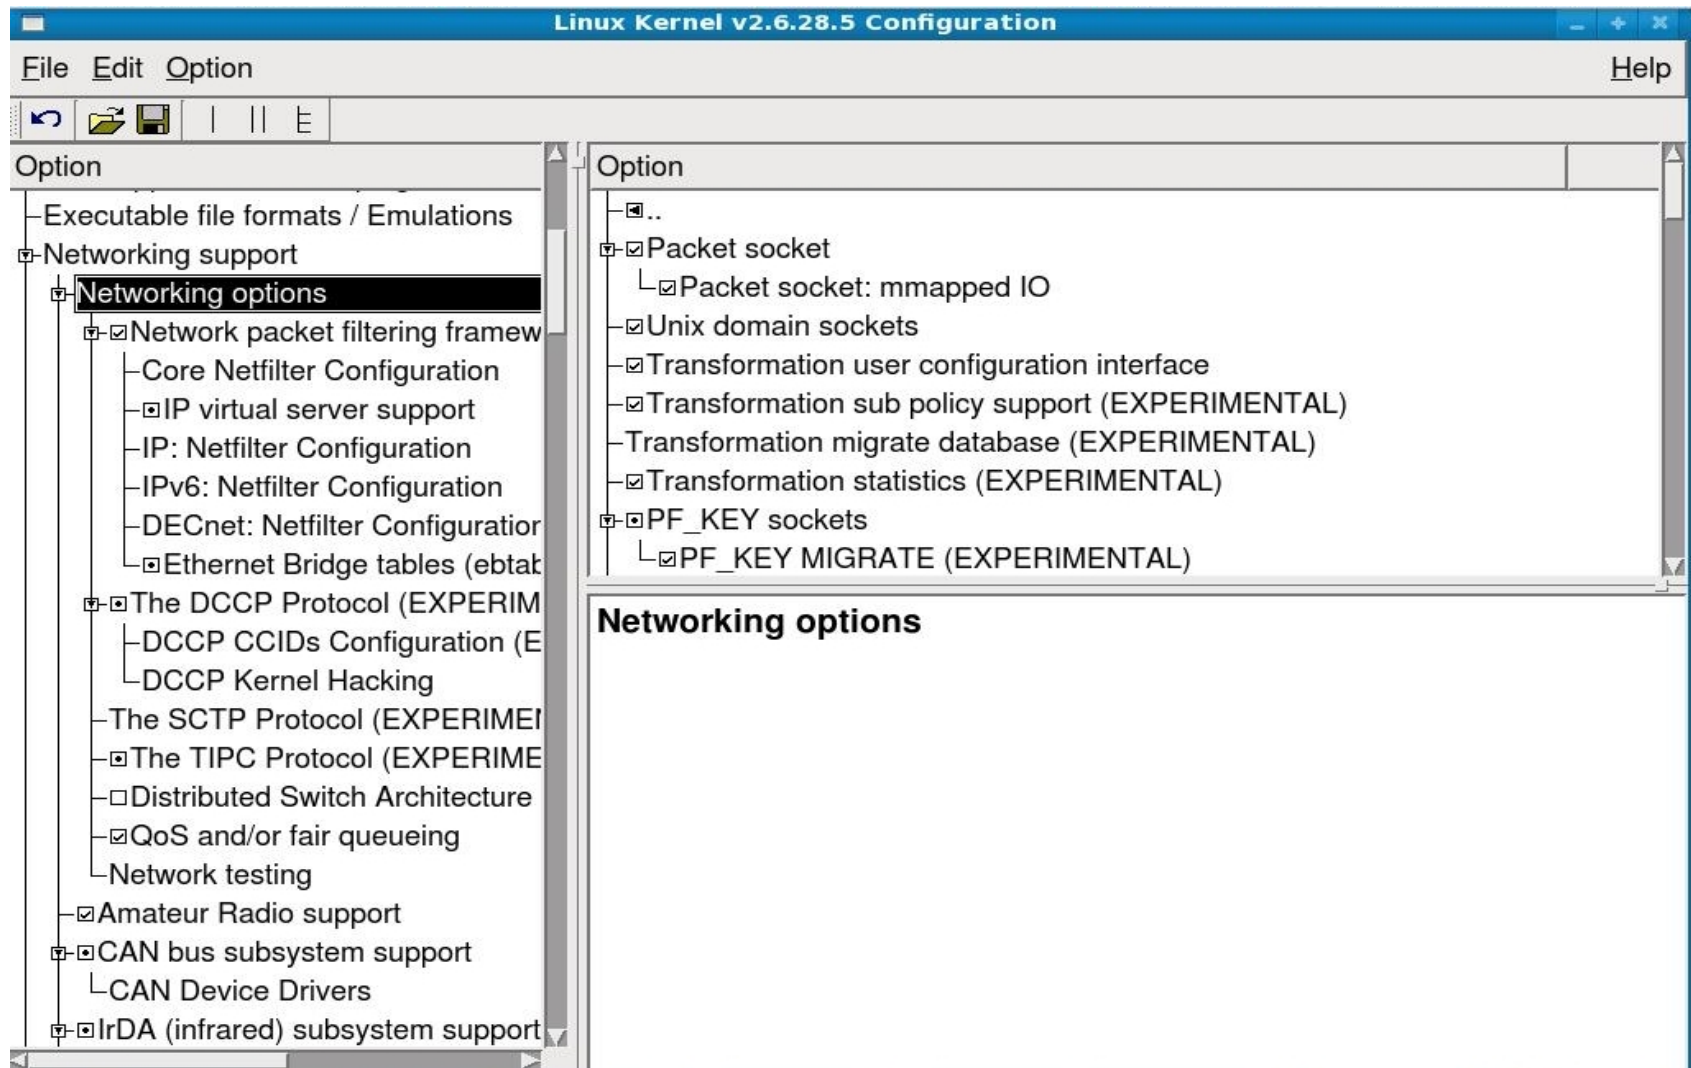 Linux Kernel v2.6.28.5 Configuration
File Edit Option Help
Option
Executable file formats / Emulations
Networking support
Networking options
Network packet filtering framew
Core Netfilter Configuration
IP virtual server support
IP: Netfilter Configuration
IPv6: Netfilter Configuration
DECnet: Netfilter Configuration
Ethernet Bridge tables (ebtab
The DCCP Protocol (EXPERIM
DCCP CCIDs Configuration (E
DCCP Kernel Hacking
The SCTP Protocol (EXPERIMEN
The TIPC Protocol (EXPERIME
Distributed Switch Architecture
QoS and/or fair queueing
Network testing
Amateur Radio support
CAN bus subsystem support
CAN Device Drivers
IrDA (infrared) subsystem support
Option
..
Packet socket
Packet socket: mmapped IO
Unix domain sockets
Transformation user configuration interface
Transformation sub policy support (EXPERIMENTAL)
Transformation migrate database (EXPERIMENTAL)
Transformation statistics (EXPERIMENTAL)
PF_KEY sockets
PF_KEY MIGRATE (EXPERIMENTAL)
Networking options